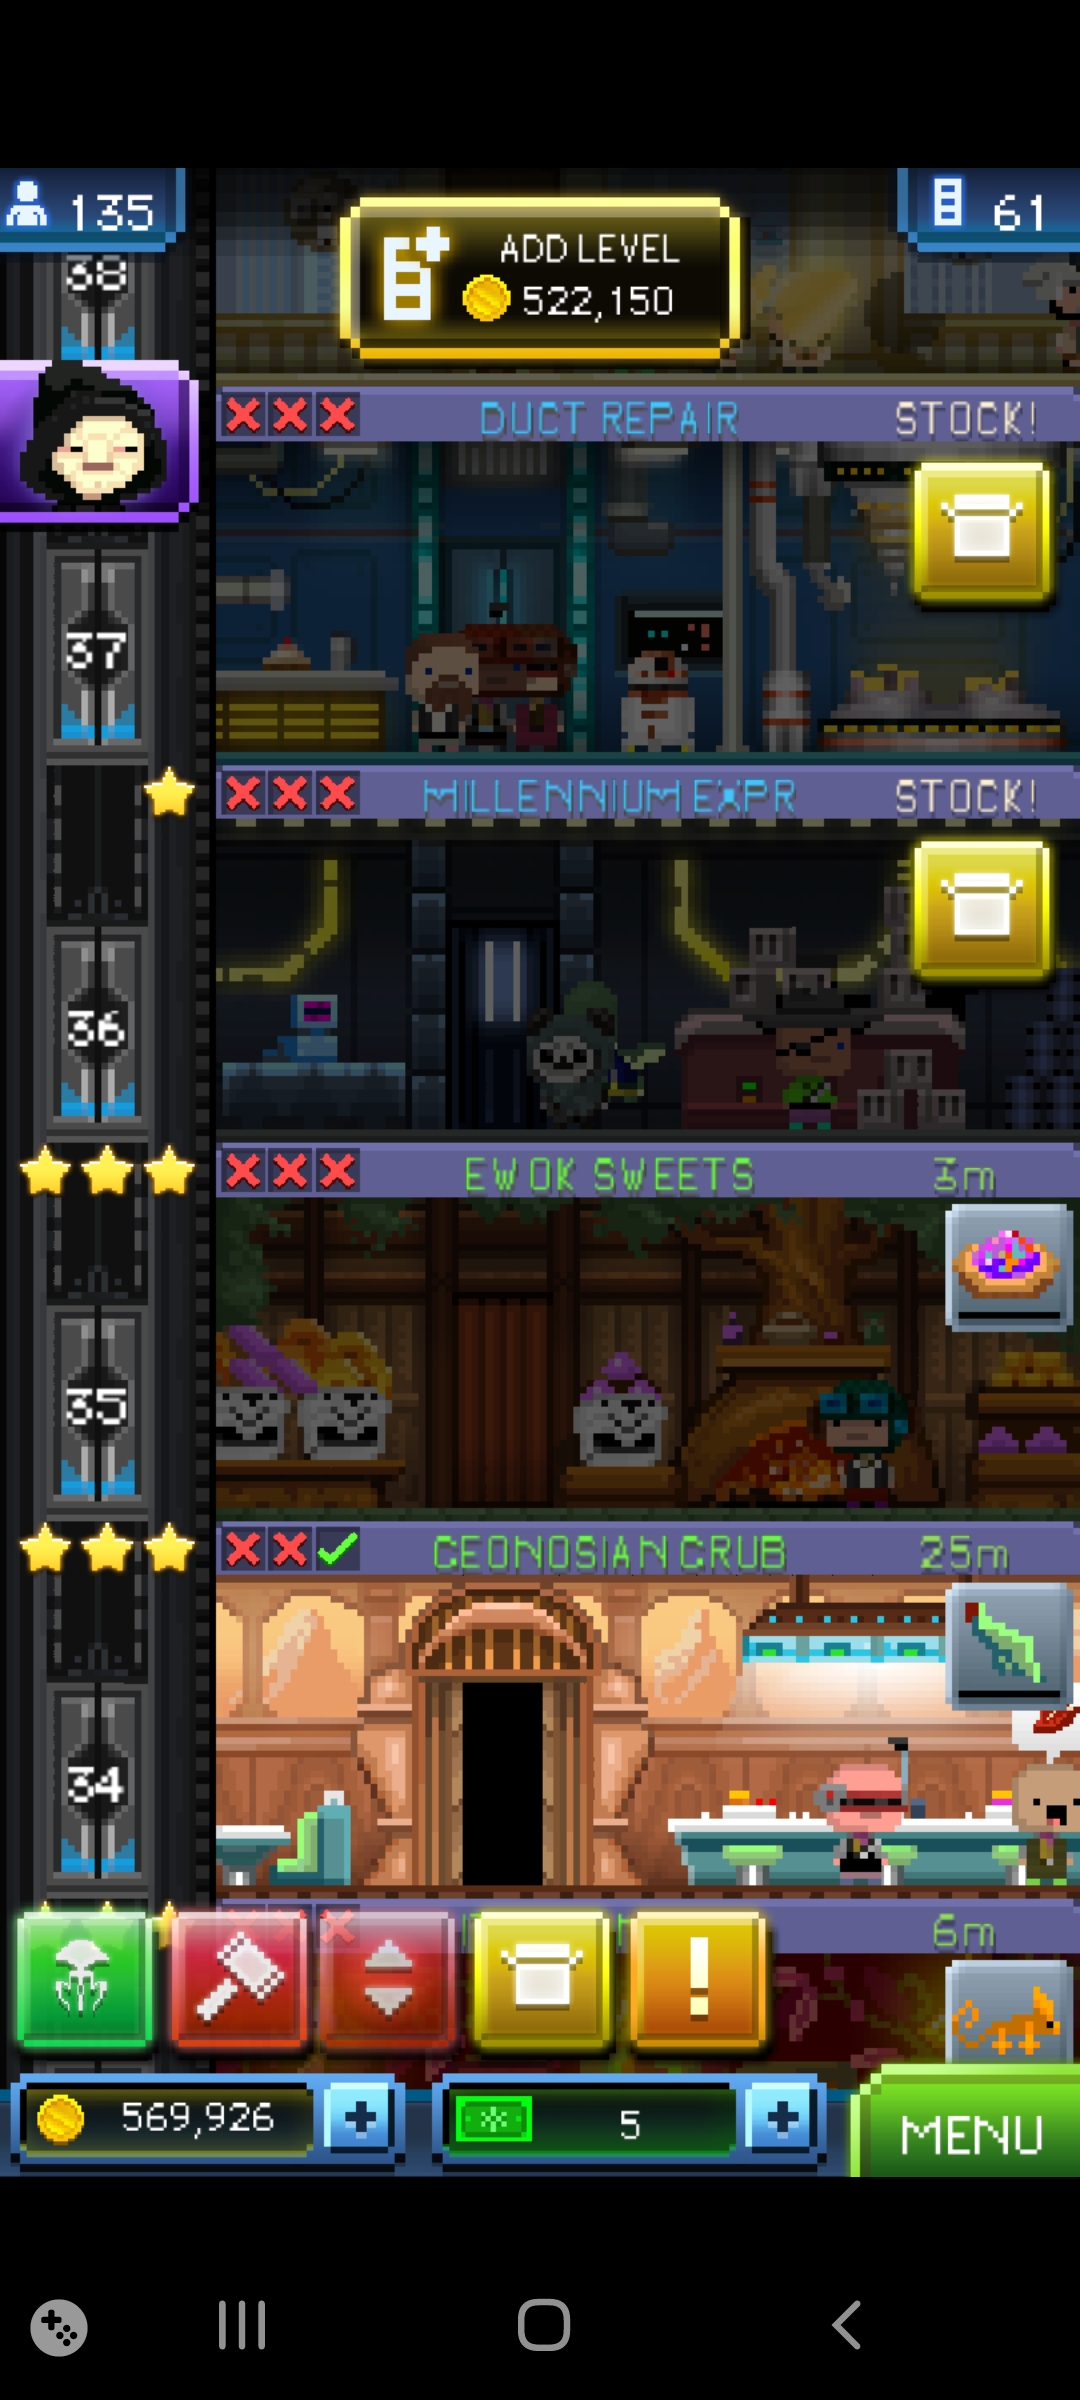 135
ADD LEVEL
522,150
61
38
DUCT REPAIR
STOCK!
37
MILLENNIUM EXPR
STOCK!
36
EWOK SWEETS
3m
35
GEONOSIAN GRUB
25m
34
6m
569,926
5
MENU